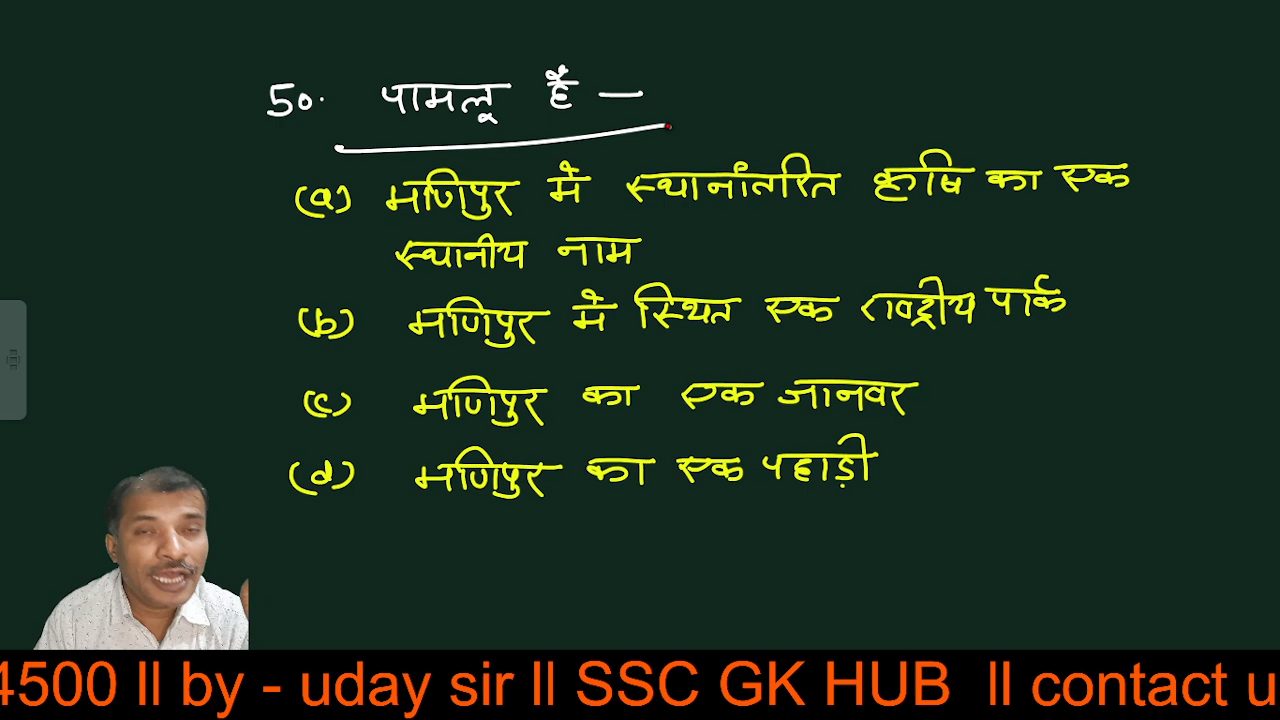 50. पामलू है —
(a) मणिपुर में स्थानांतरित कृषि का एक
स्थानीय नाम
(b) मणिपुर में स्थित एक राष्ट्रीय पार्क
(c) मणिपुर का एक जानवर
(d) मणिपुर का एक पहाड़ी
4500 ll by - uday sir ll SSC GK HUB ll contact u